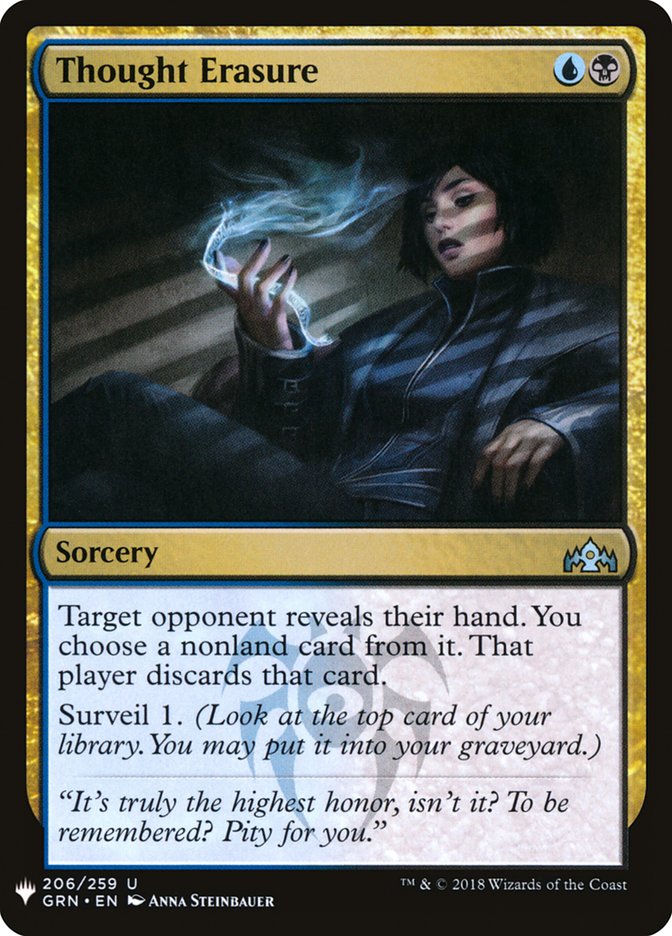 Thought Erasure
Sorcery
Target opponent reveals their hand. You
choose a nonland card from it. That
player discards that card.
Surveil 1. (Look at the top card of your
library. You may put it into your graveyard.)
“It’s truly the highest honor, isn’t it? To be
remembered? Pity for you.”
206/259 U
GRN • EN Anna Steinbauer
™ & © 2018 Wizards of the Coast